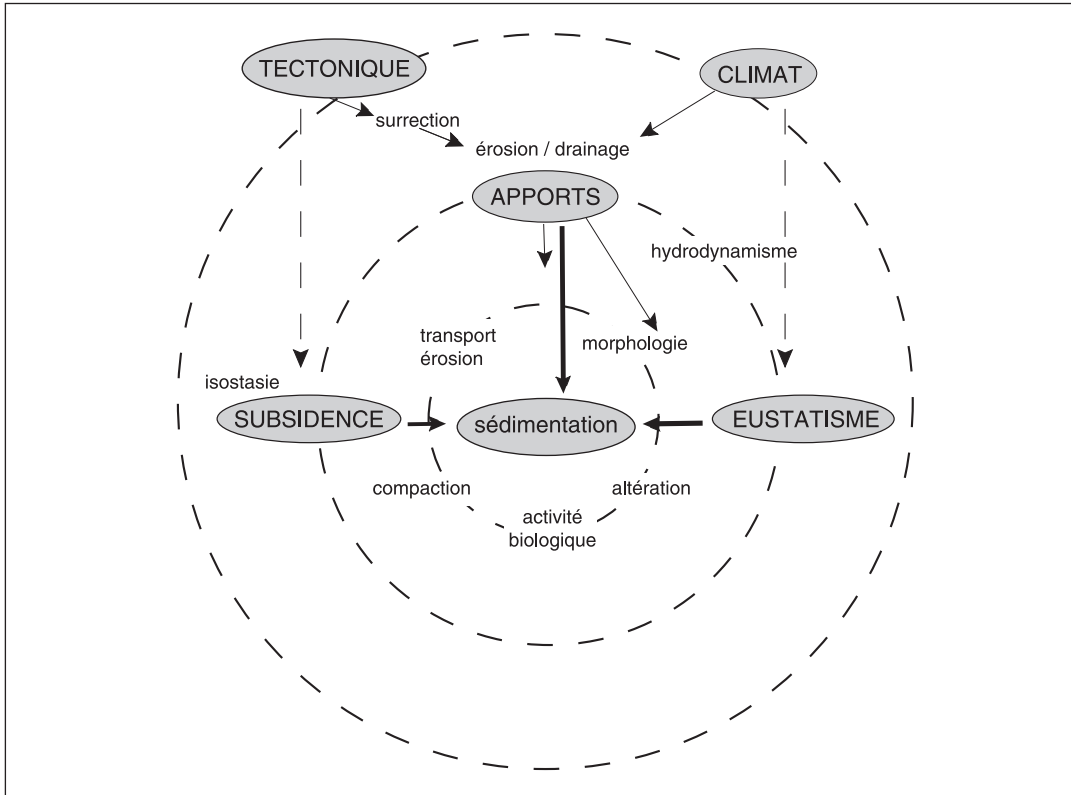 TECTONIQUE
CLIMAT
surrection
érosion / drainage
APPORTS
hydrodynamisme
transport
érosion
morphologie
isostasie
SUBSIDENCE
sédimentation
EUSTATISME
compaction
altération
activité
biologique